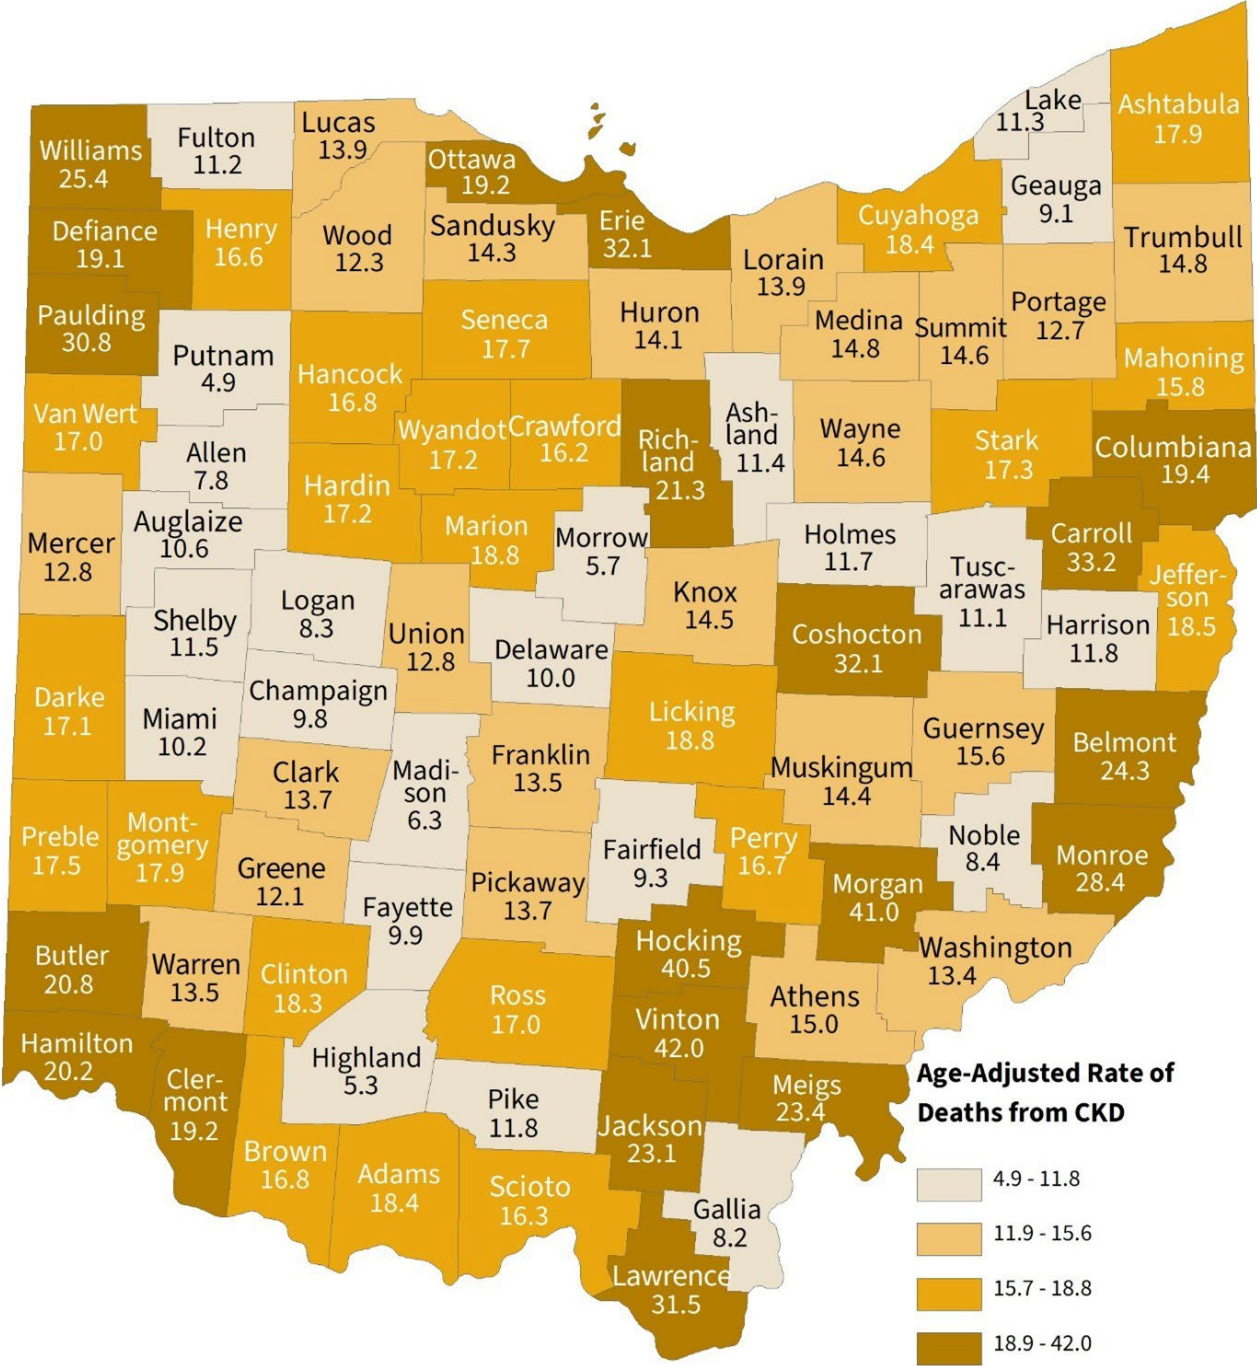 Lake
11.3
Ashtabula
17.9
Lucas
13.9
Fulton
11.2
Williams
25.4
Ottawa
19.2
Geauga
9.1
Cuyahoga
18.4
Erie
32.1
Defiance
19.1
Henry
16.6
Wood
12.3
Sandusky
14.3
Trumbull
14.8
Lorain
13.9
Paulding
30.8
Huron
14.1
Medina
14.8
Summit
14.6
Portage
12.7
Seneca
17.7
Putnam
4.9
Hancock
16.8
Mahoning
15.8
Van Wert
17.0
Wyandot
17.2
Crawford
16.2
Rich-
land
21.3
Ash-
land
11.4
Wayne
14.6
Stark
17.3
Columbiana
19.4
Allen
7.8
Hardin
17.2
Auglaize
10.6
Marion
18.8
Morrow
5.7
Holmes
11.7
Carroll
33.2
Mercer
12.8
Tusc-
arawas
11.1
Jeffer-
son
18.5
Logan
8.3
Knox
14.5
Shelby
11.5
Union
12.8
Delaware
10.0
Coshocton
32.1
Harrison
11.8
Darke
17.1
Champaign
9.8
Miami
10.2
Licking
18.8
Guernsey
15.6
Belmont
24.3
Franklin
13.5
Clark
13.7
Madi-
son
6.3
Muskingum
14.4
Preble
17.5
Mont-
gomery
17.9
Greene
12.1
Fairfield
9.3
Perry
16.7
Noble
8.4
Monroe
28.4
Pickaway
13.7
Morgan
41.0
Fayette
9.9
Hocking
40.5
Washington
13.4
Butler
20.8
Warren
13.5
Clinton
18.3
Ross
17.0
Athens
15.0
Vinton
42.0
Hamilton
20.2
Highland
5.3
Cler-
mont
19.2
Meigs
23.4
Pike
11.8
Jackson
23.1
Brown
16.8
Adams
18.4
Scioto
16.3
Gallia
8.2
Lawrence
31.5
Age-Adjusted Rate of
Deaths from CKD
4.9 - 11.8
11.9 - 15.6
15.7 - 18.8
18.9 - 42.0